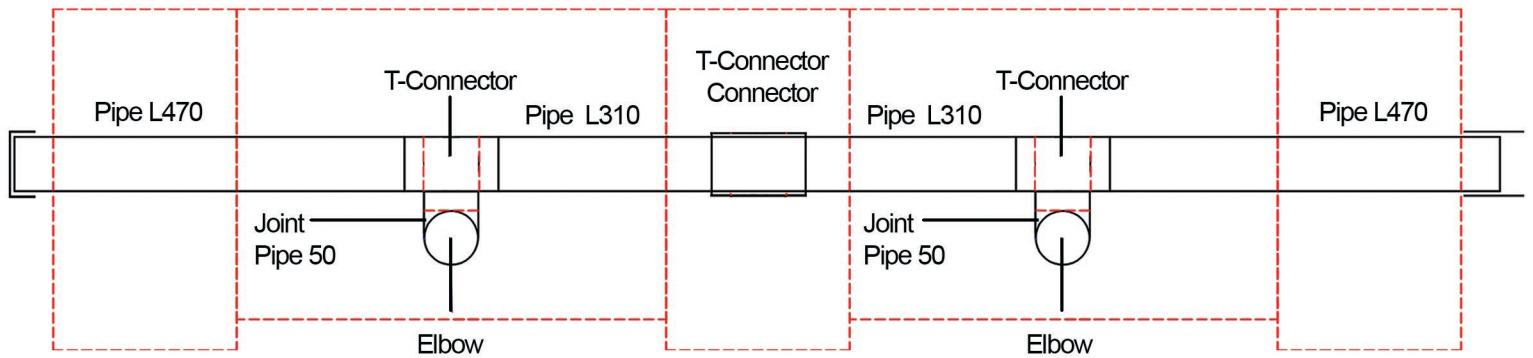 T-Connector
Connector
T-Connector
T-Connector
Pipe L470
Pipe L310
Pipe L310
Pipe L470
Joint
Pipe 50
Joint
Pipe 50
Elbow
Elbow